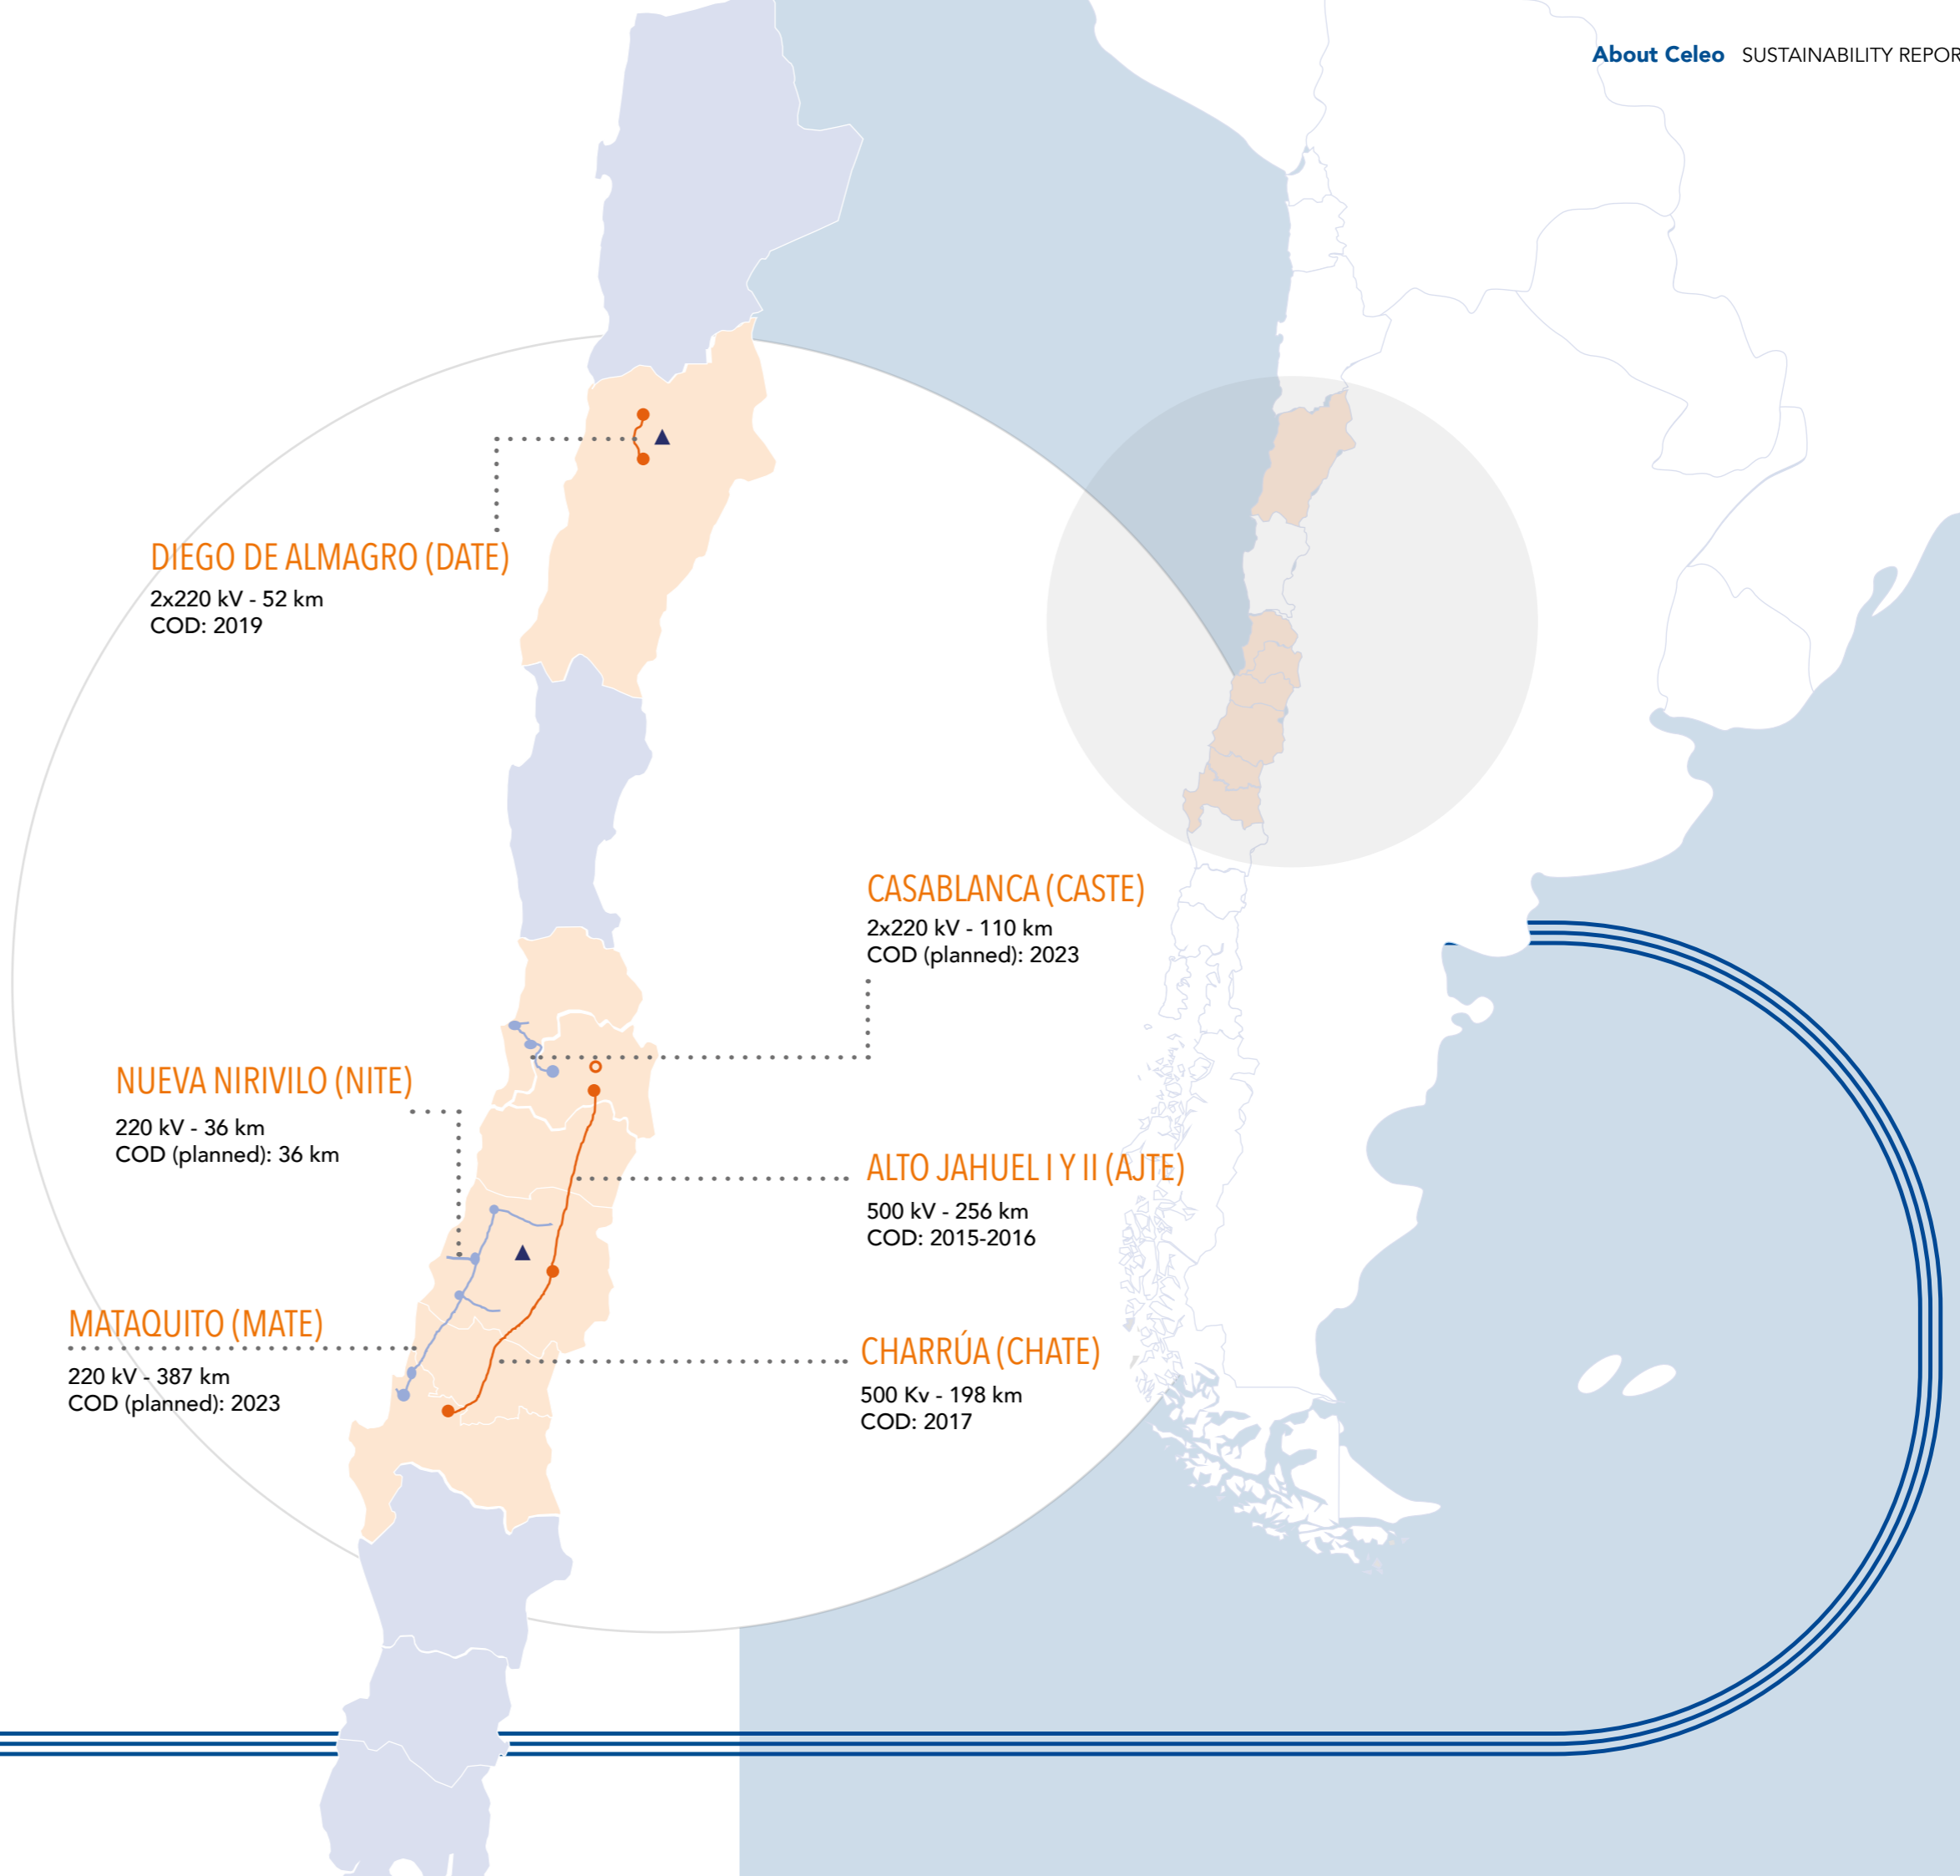 About Celeo SUSTAINABILITY REPOR
DIEGO DE ALMAGRO (DATE)
2x220 kV - 52 km
COD: 2019
CASABLANCA (CASTE)
2x220 kV - 110 km
COD (planned): 2023
NUEVA NIRIVILO (NITE)
220 kV - 36 km
COD (planned): 36 km
ALTO JAHUEL I Y II (AJTE)
500 kV - 256 km
COD: 2015-2016
MATAQUITO (MATE)
220 kV - 387 km
COD (planned): 2023
CHARRÚA (CHATE)
500 Kv - 198 km
COD: 2017